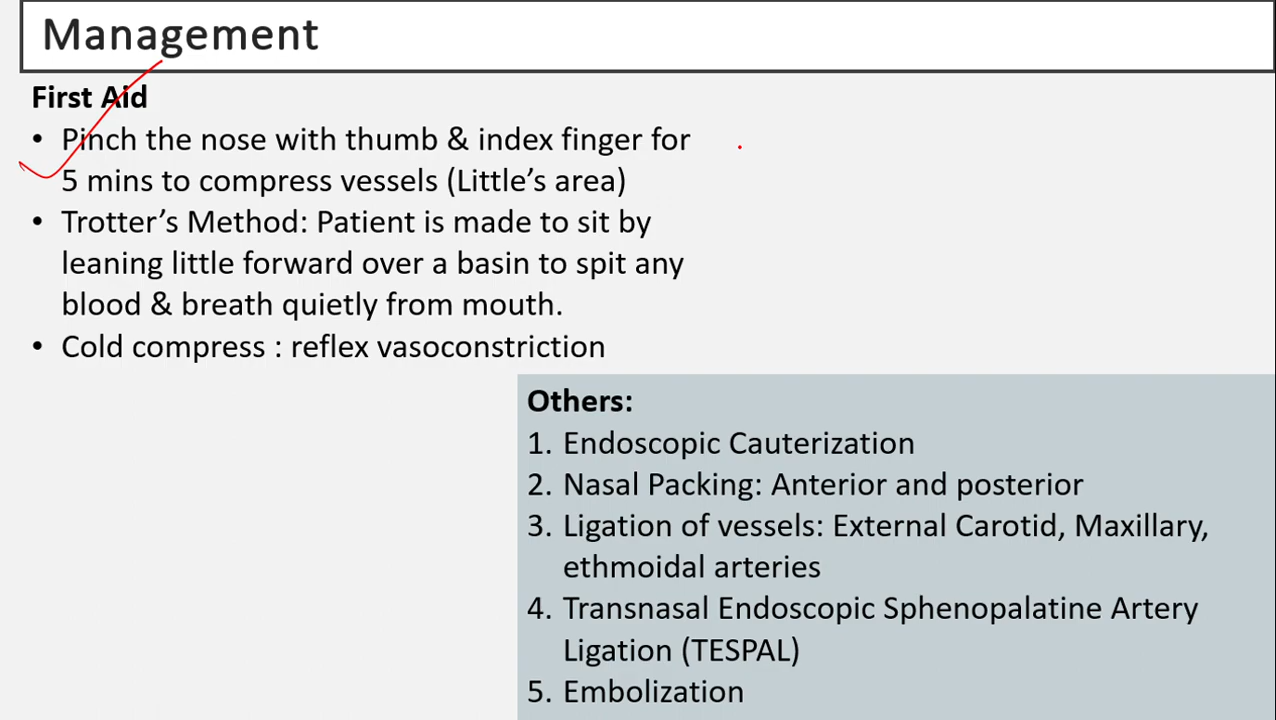 Management
First Aid
• Pinch the nose with thumb & index finger for
5 mins to compress vessels (Little’s area)
• Trotter’s Method: Patient is made to sit by
leaning little forward over a basin to spit any
blood & breath quietly from mouth.
• Cold compress : reflex vasoconstriction
Others:
1. Endoscopic Cauterization
2. Nasal Packing: Anterior and posterior
3. Ligation of vessels: External Carotid, Maxillary,
ethmoidal arteries
4. Transnasal Endoscopic Sphenopalatine Artery
Ligation (TESPAL)
5. Embolization